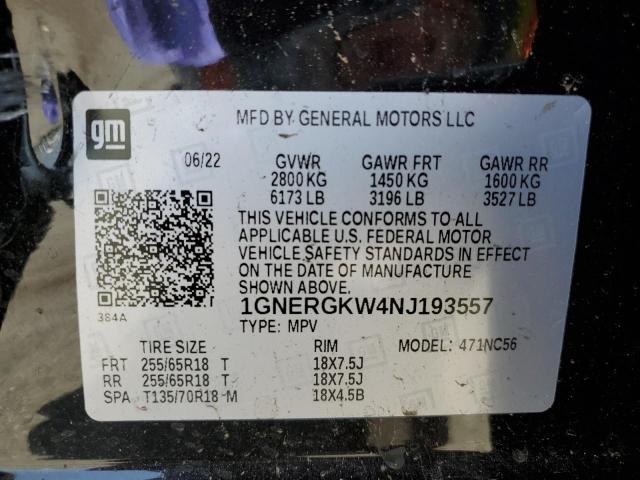 gm
MFD BY GENERAL MOTORS LLC
06/22 GVWR GAWR FRT GAWR RR
2800 KG 1450 KG 1600 KG
6173 LB 3196 LB 3527 LB
THIS VEHICLE CONFORMS TO ALL
APPLICABLE U.S. FEDERAL MOTOR
VEHICLE SAFETY STANDARDS IN EFFECT
ON THE DATE OF MANUFACTURE
SHOWN ABOVE.
384A
1GNERGKW4NJ193557
TYPE: MPV
TIRE SIZE RIM MODEL: 471NC56
FRT 255/65R18 T 18X7.5J
RR 255/65R18 T 18X7.5J
SPA T135/70R18 M 18X4.5B